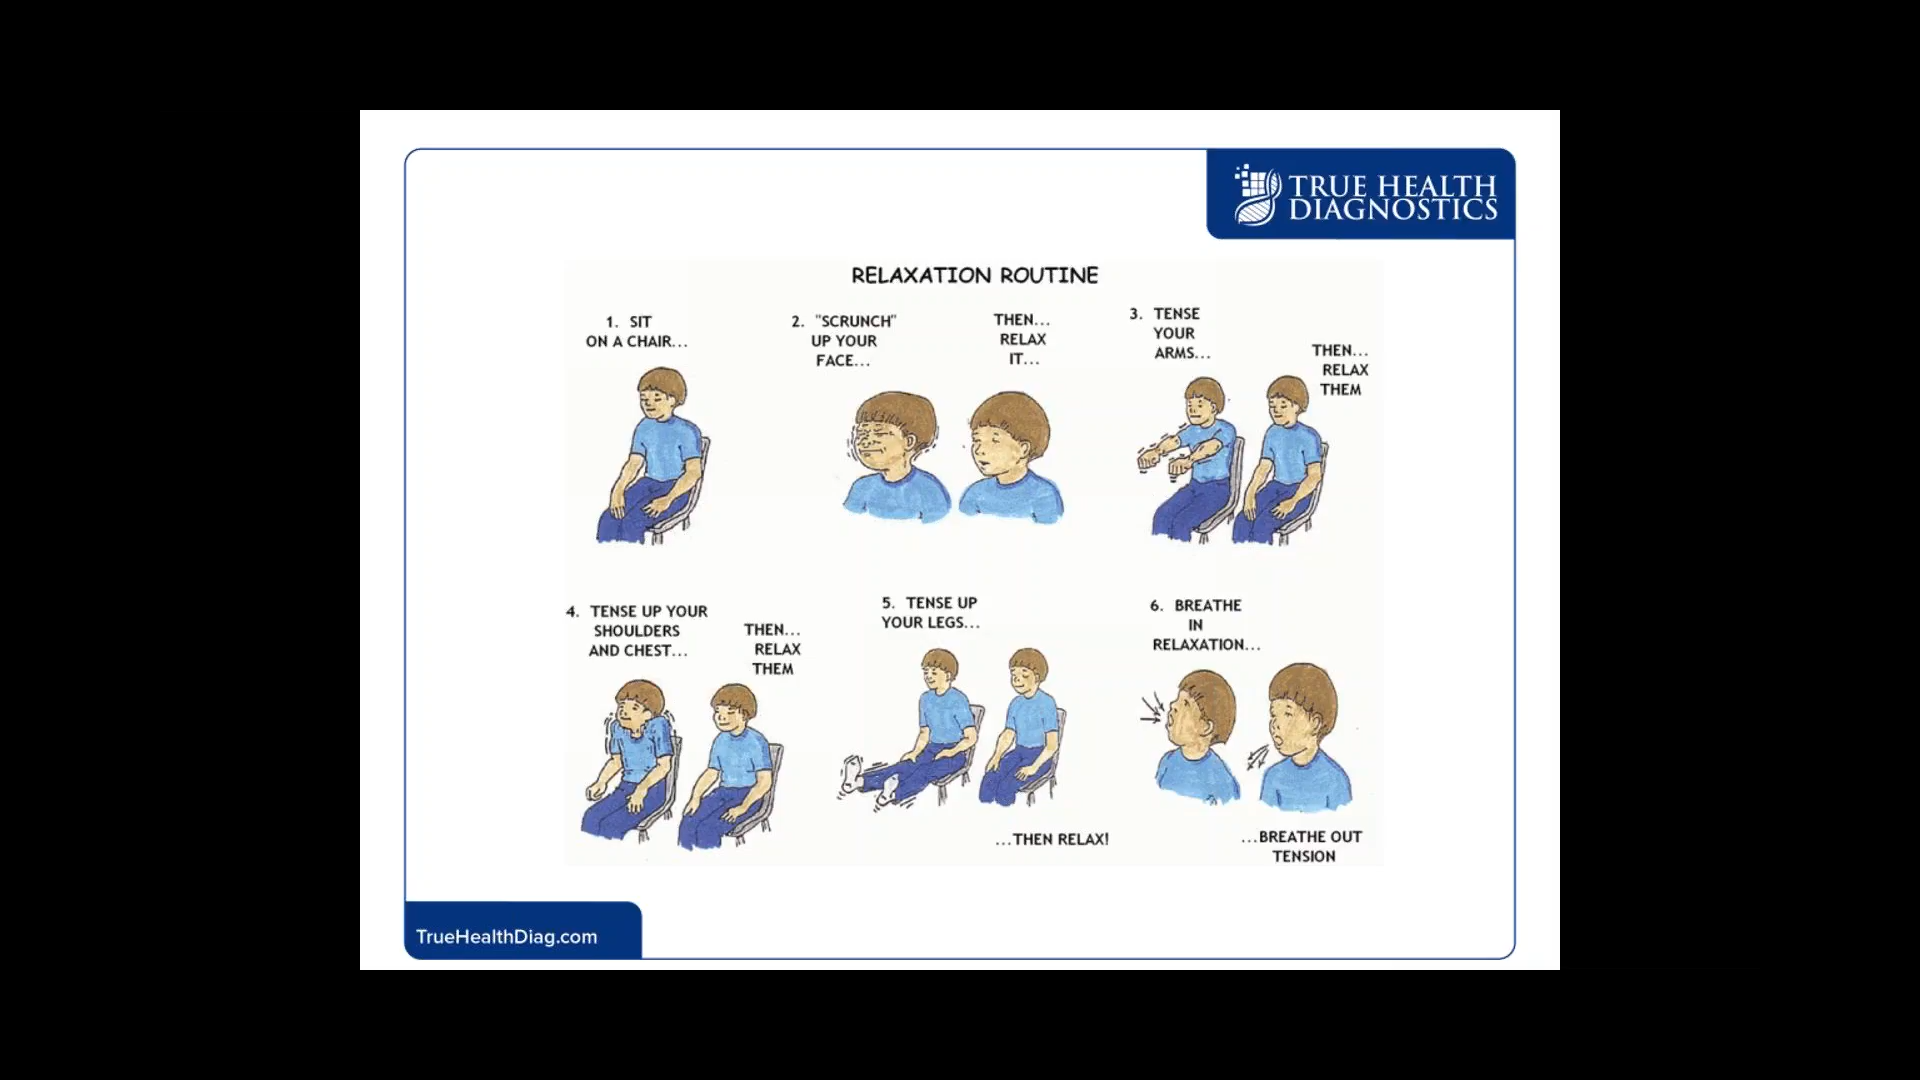 TRUE HEALTH
DIAGNOSTICS
RELAXATION ROUTINE
1. SIT
ON A CHAIR...
2. "SCRUNCH"
UP YOUR
FACE...
THEN...
RELAX
IT...
3. TENSE
YOUR
ARMS...
THEN...
RELAX
THEM
4. TENSE UP YOUR
SHOULDERS
AND CHEST...
THEN...
RELAX
THEM
5. TENSE UP
YOUR LEGS...
...THEN RELAX!
6. BREATHE
IN
RELAXATION...
...BREATHE OUT
TENSION
TrueHealthDiag.com